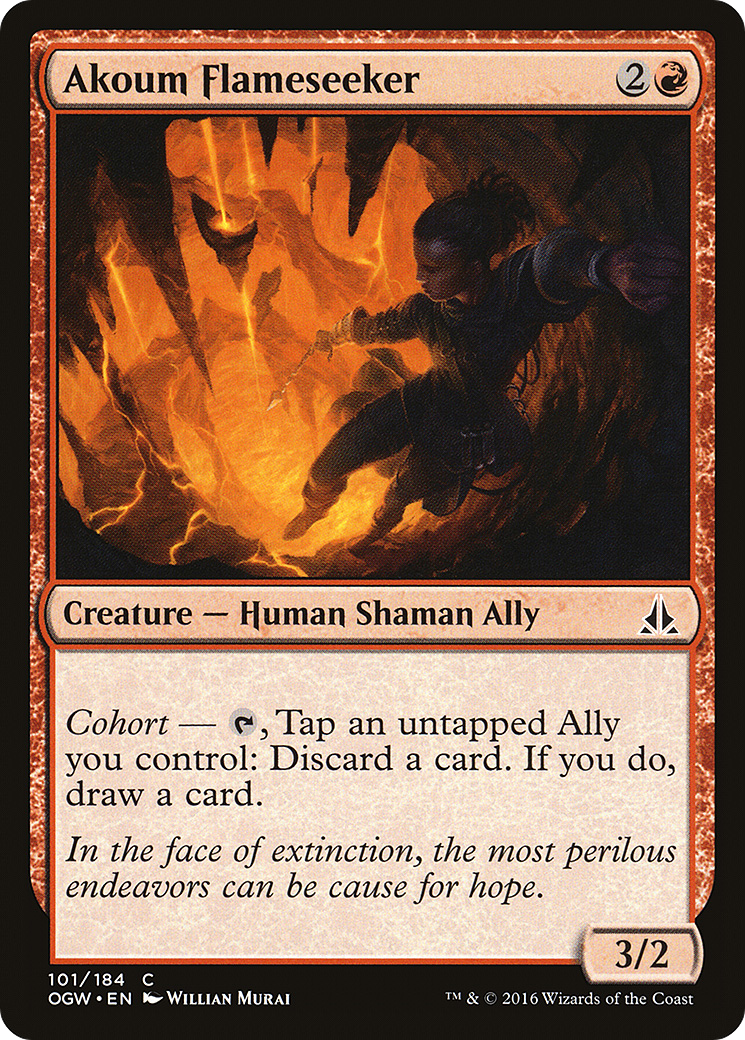 Akoum Flameseeker 2
Creature — Human Shaman Ally
Cohort — , Tap an untapped Ally
you control: Discard a card. If you do,
draw a card.
In the face of extinction, the most perilous
endeavors can be cause for hope.
3/2
101/184 C
OGW • EN Willian Murai
™ & © 2016 Wizards of the Coast